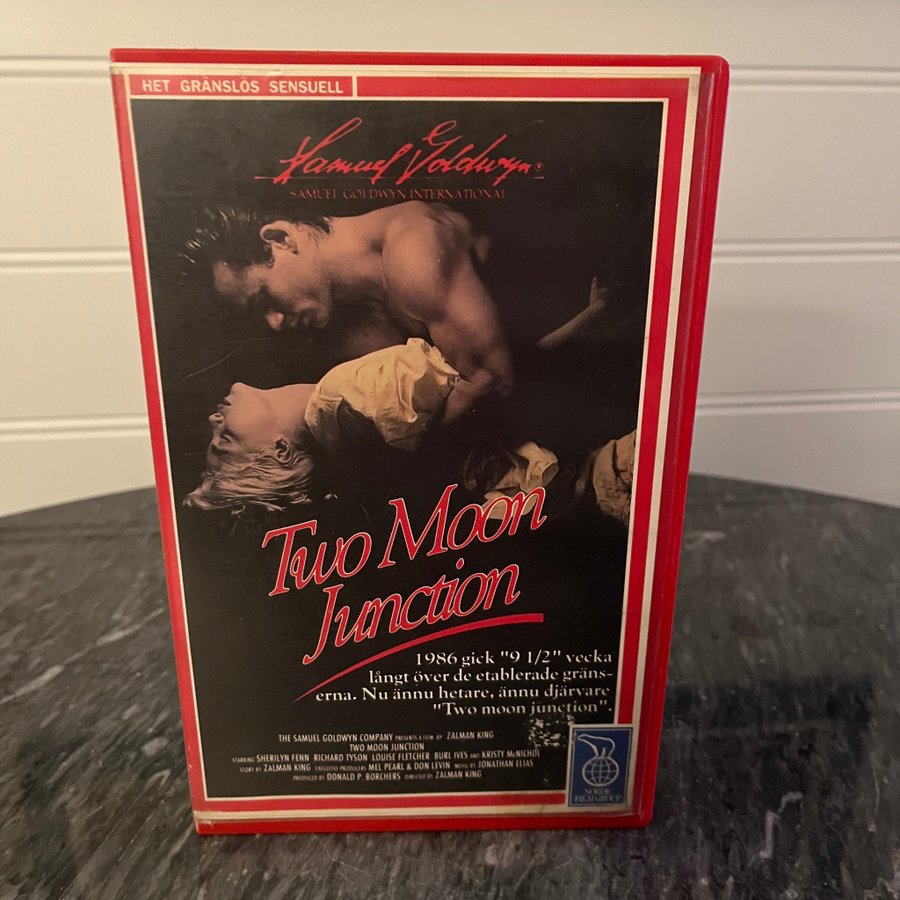 HET GRÄNSLÖS SENSUELL
Samuel Goldwyn®
SAMUEL GOLDWYN INTERNATIONAL
Two Moon
Junction
1986 gick "9 1/2" vecka
långt över de etablerade gräns-
erna. Nu ännu hetare, ännu djärvare
"Two moon junction".
THE SAMUEL GOLDWYN COMPANY PRESENTS A FILM BY ZALMAN KING
TWO MOON JUNCTION
STARRING SHERILYN FENN RICHARD TYSON LOUISE FLETCHER BURL IVES AND KRISTY McNICHOL
STORY BY ZALMAN KING EXECUTIVE PRODUCERS MEL PEARL & DON LEVIN MUSIC BY JONATHAN ELIAS
PRODUCED BY DONALD P. BORCHERS DIRECTED BY ZALMAN KING
NORDIC
FILM GROUP